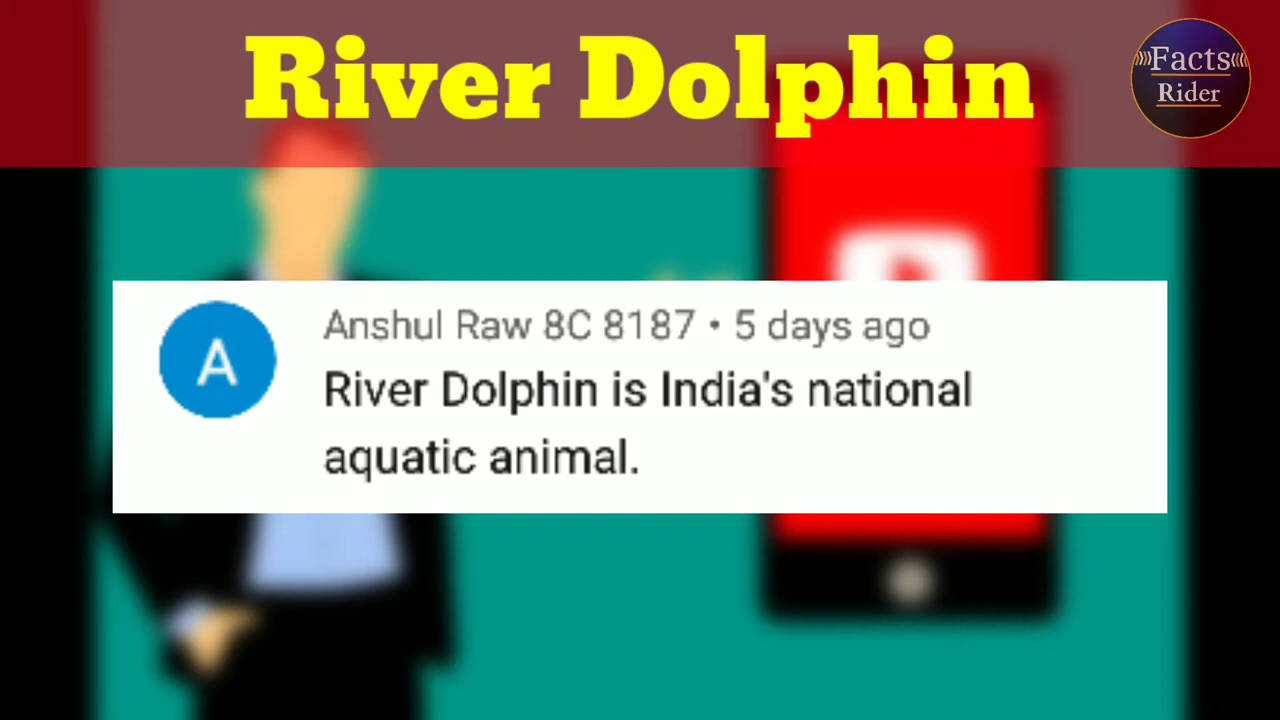 River Dolphin
Facts
Rider
A
Anshul Raw 8C 8187 • 5 days ago
River Dolphin is India's national
aquatic animal.